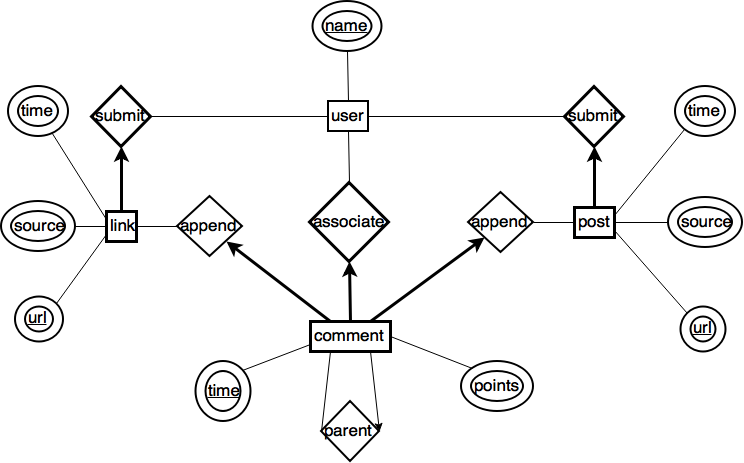 name
time
submit
user
submit
time
source
link
append
associate
append
post
source
url
comment
url
time
points
parent